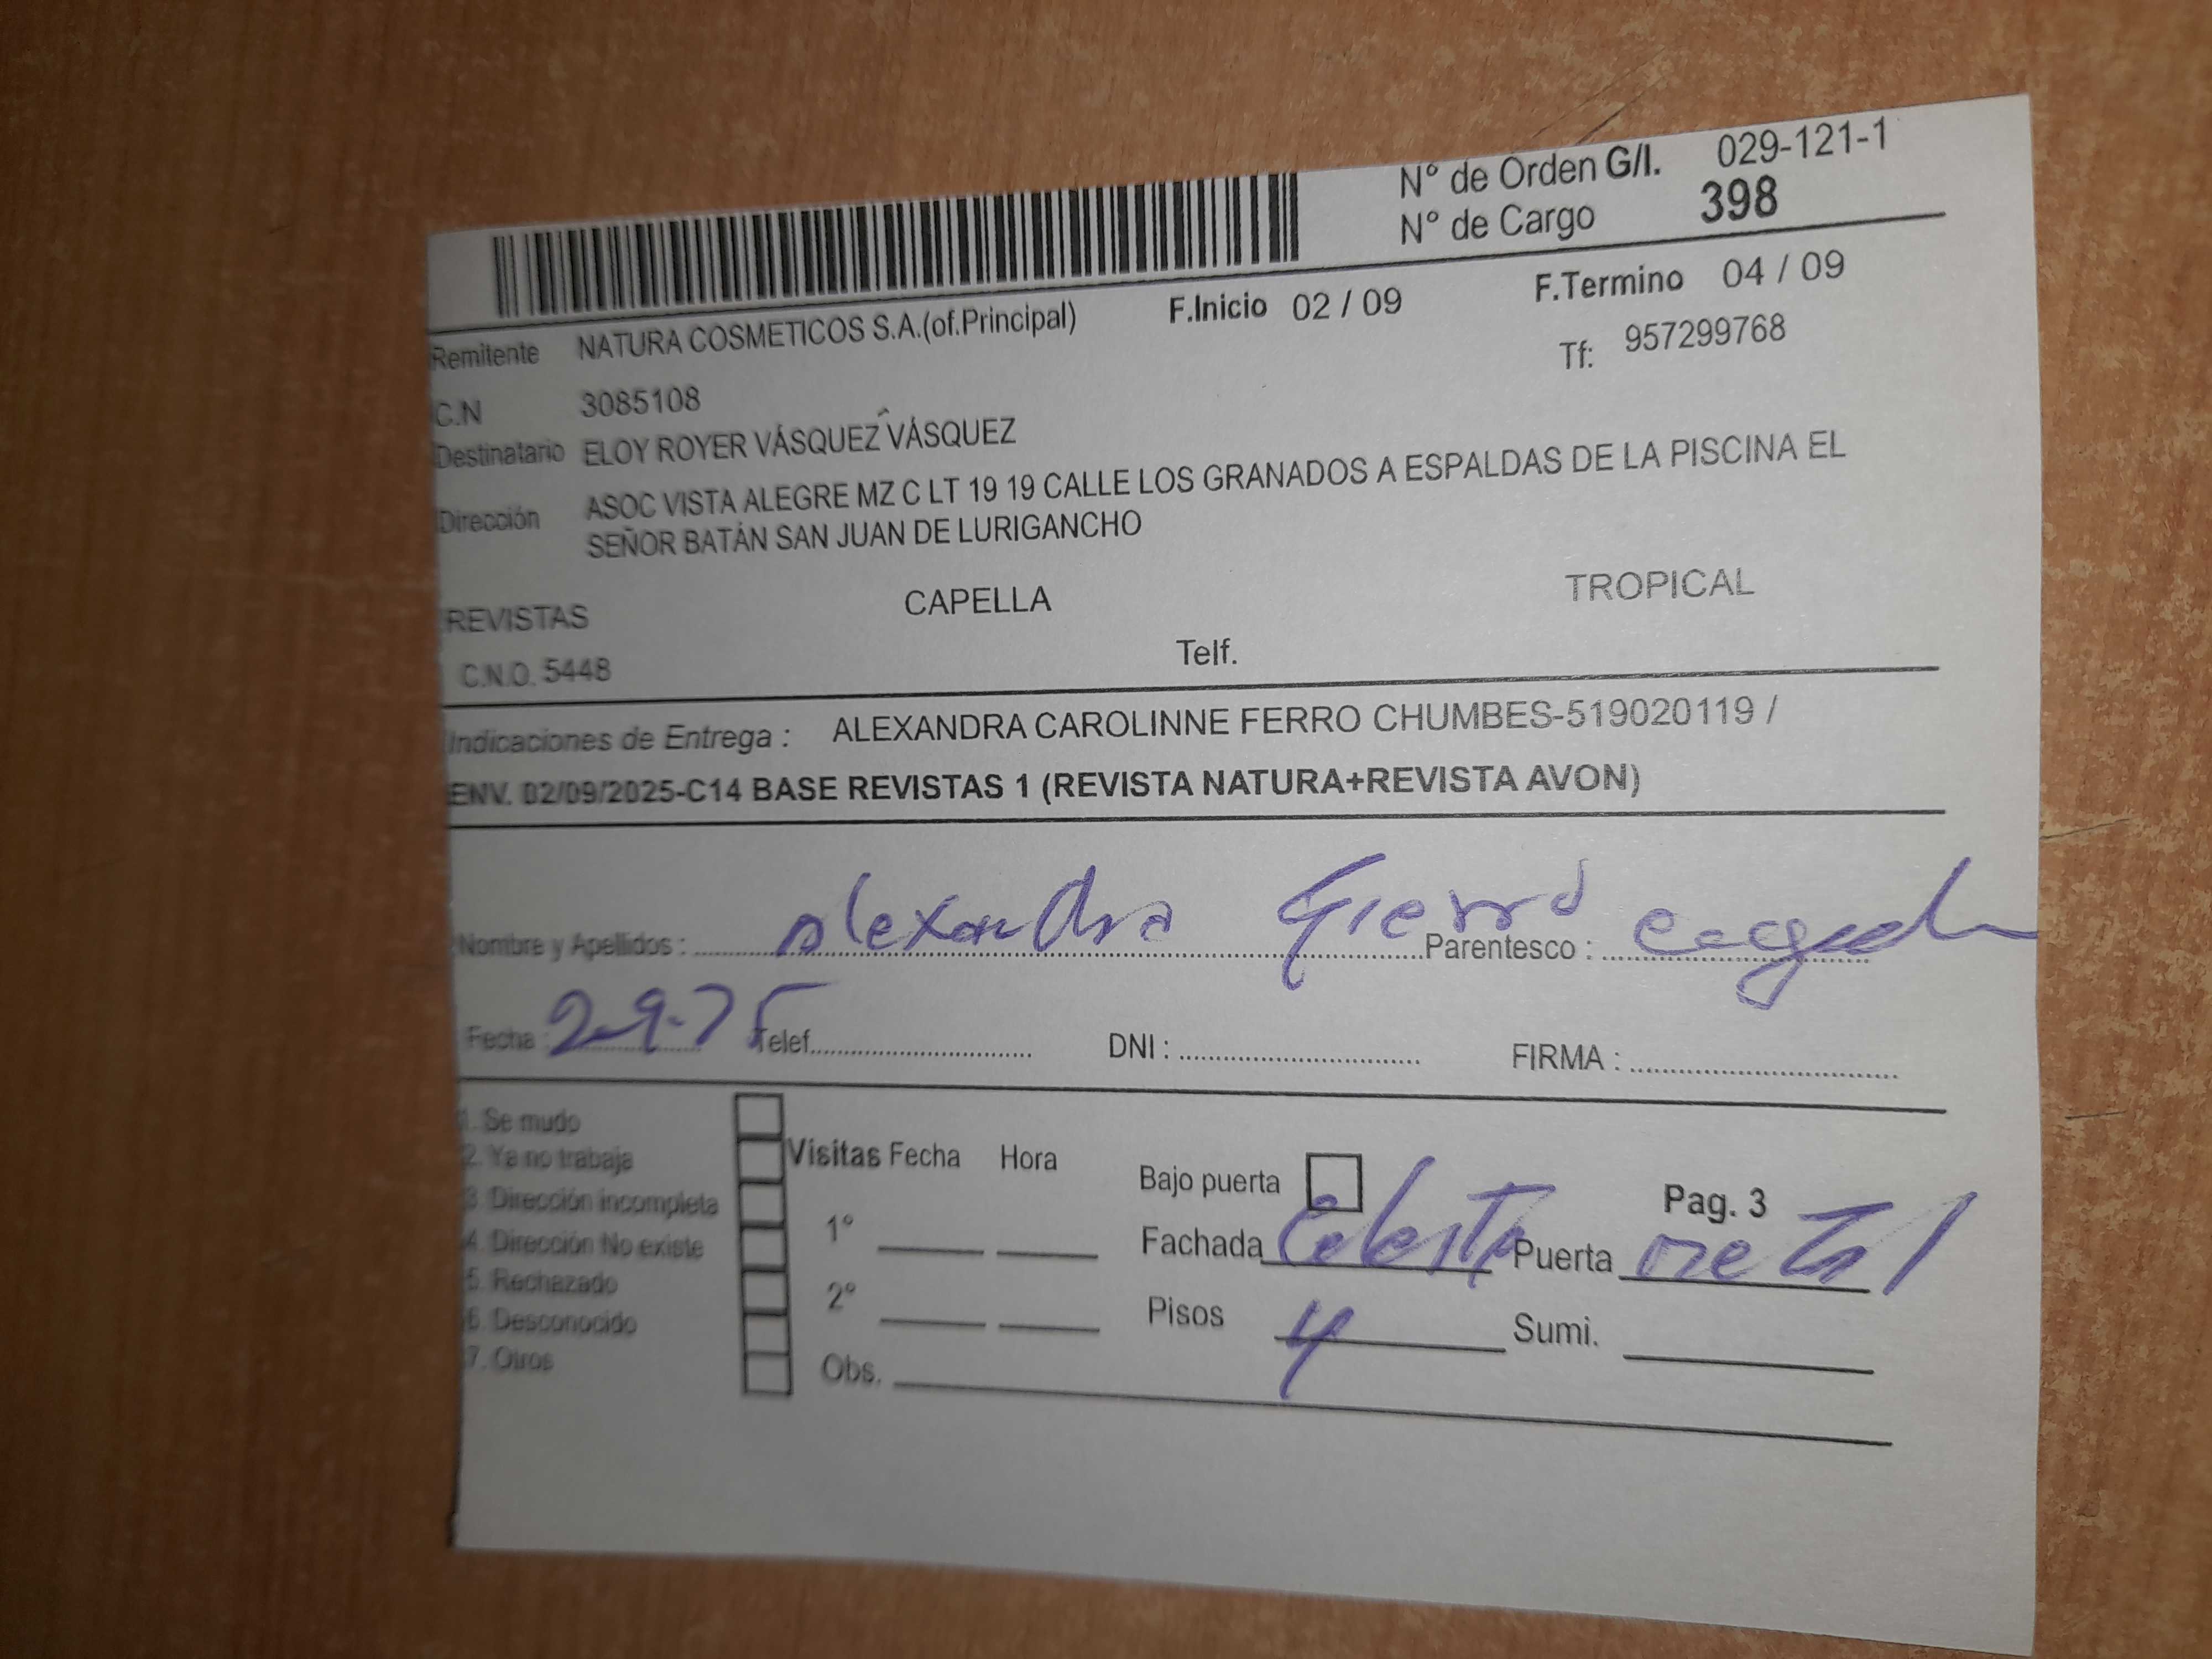 N° de Orden G/I. 029-121-1
N° de Cargo 398
F.Inicio 02 / 09 F.Termino 04 / 09
Remitente NATURA COSMETICOS S.A.(of.Principal) Tf: 957299768
C.N 3085108
Destinatario ELOY ROYER VÁSQUEZ VÁSQUEZ
Dirección ASOC VISTA ALEGRE MZ C LT 19 19 CALLE LOS GRANADOS A ESPALDAS DE LA PISCINA EL
SEÑOR BATÁN SAN JUAN DE LURIGANCHO
REVISTAS CAPELLA TROPICAL
C.N.O. 5448 Telf.
Indicaciones de Entrega : ALEXANDRA CAROLINNE FERRO CHUMBES-519020119 /
ENV. 02/09/2025-C14 BASE REVISTAS 1 (REVISTA NATURA+REVISTA AVON)
Nombre y Apellidos : Alexandra Parentesco :
Fecha : 2-9-25 Telef. DNI : FIRMA :
1. Se mudo
2. Ya no trabaja
3. Dirección incompleta
4. Dirección No existe
5. Rechazado
6. Desconocido
7. Otros
Visitas Fecha Hora
1°
2°
Obs.
Bajo puerta Pag. 3
Fachada Celeste Puerta metal
Pisos 4 Sumi.